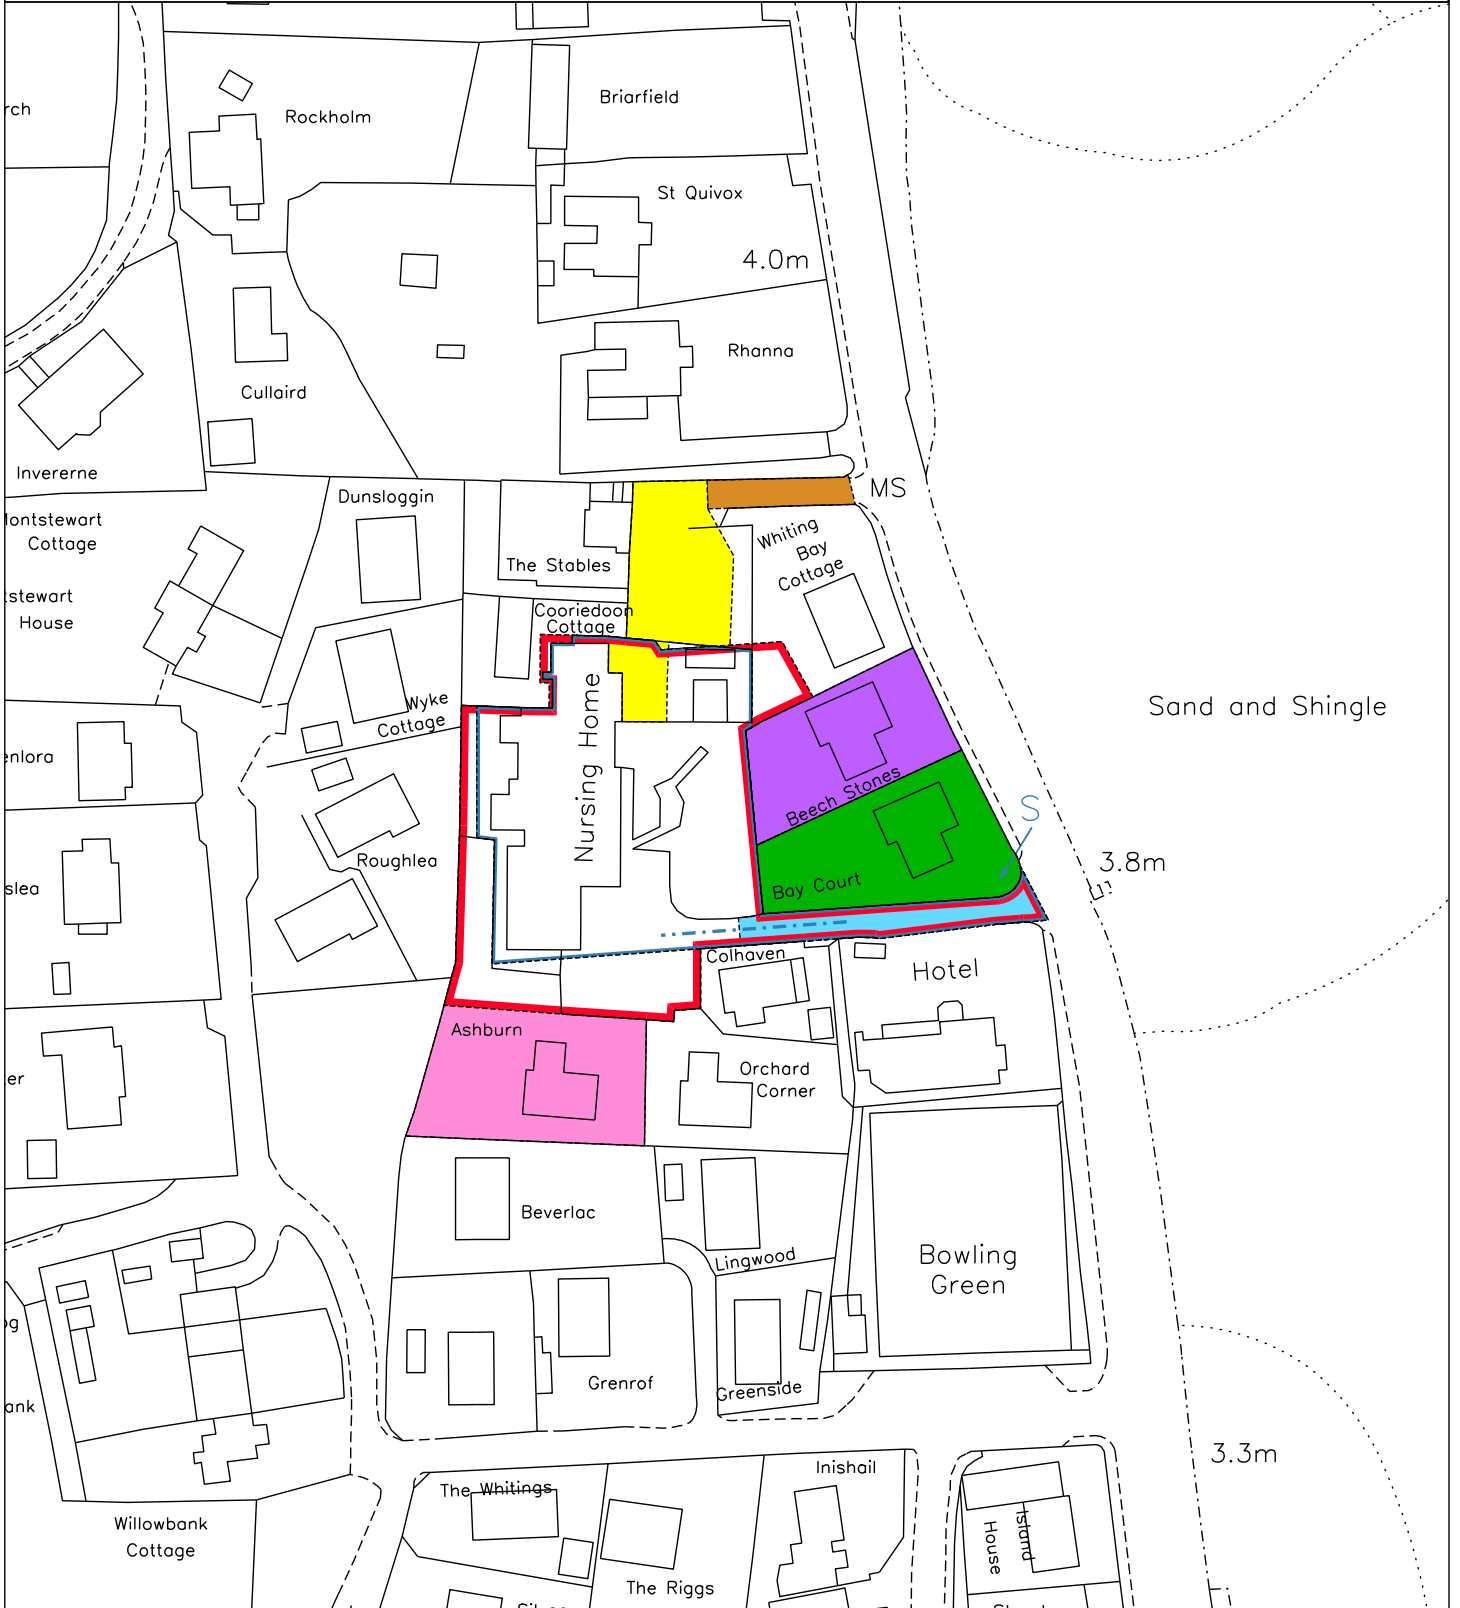 rch
Rockholm
Briarfield
St Quivox
4.0m
Rhanna
Cullaird
Invererne
Dunsloggin
MS
Montstewart
Cottage
The Stables
Whiting
Bay
Cottage
stewart
House
Cooriedoon
Cottage
Wyke
Cottage
Nursing Home
Sand and Shingle
enlora
Beech Stones
S
Roughlea
3.8m
slea
Bay Court
Colhaven
Hotel
Ashburn
er
Orchard
Corner
Beverlac
Lingwood
Bowling
Green
Grenrof
Greenside
ank
3.3m
Inishail
The Whitings
Willowbank
Cottage
Island
House
The Riggs